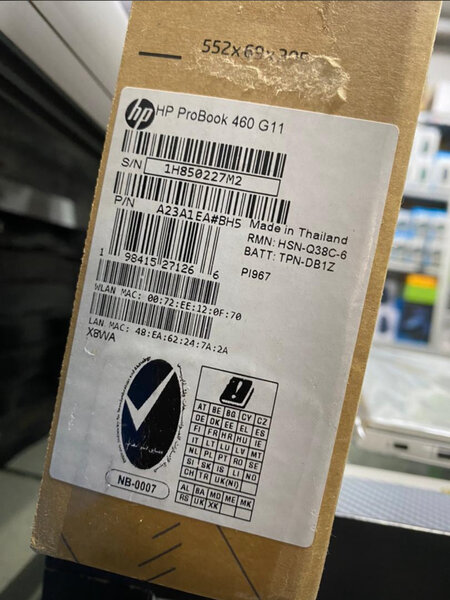 552x69x305
hp HP ProBook 460 G11
S/N 1H850227M2
P/N A23A1EA#BH5
Made in Thailand
RMN: HSN-Q38C-6
BATT: TPN-DB1Z
PI967
1 98415 27126 6
WLAN MAC: 00:72:EE:12:0F:70
LAN MAC: 48:EA:62:24:7A:2A
X8WA
NB-0007
AT BE BG CY CZ
DE DK EE EL ES
FI FR HR HU IE
IT LT LU LV MT
NL PL PT RO SE
SI SK IS LI NO
CH TR UK(NI)
AL BA MD ME MK
RS UK XK